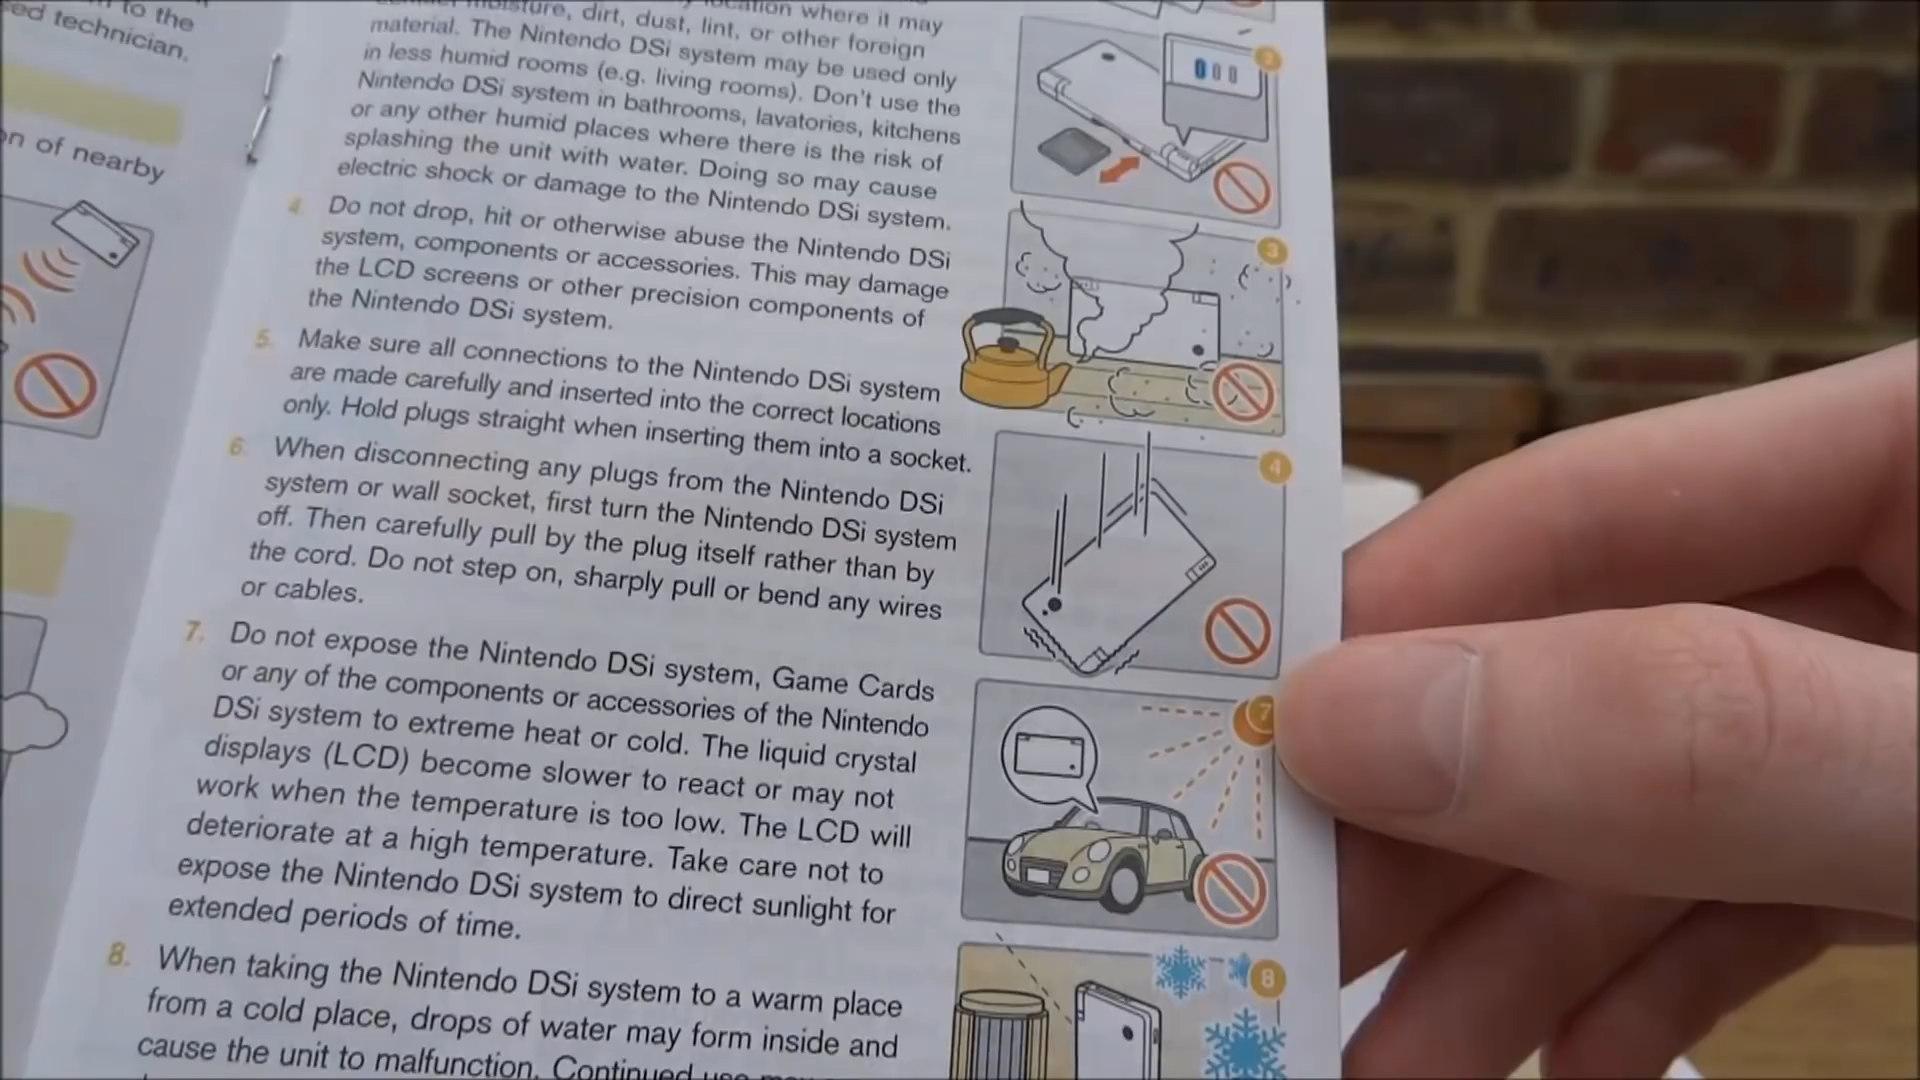 to the
ed technician,
on of nearby
moisture, dirt, dust, lint, or other foreign
location where it may
material. The Nintendo DSi system may be used only
in less humid rooms (e.g. living rooms). Don't use the
Nintendo DSi system in bathrooms, lavatories, kitchens
or any other humid places where there is the risk of
splashing the unit with water. Doing so may cause
electric shock or damage to the Nintendo DSi system.
4. Do not drop, hit or otherwise abuse the Nintendo DSi
system, components or accessories. This may damage
the LCD screens or other precision components of
the Nintendo DSi system.
5. Make sure all connections to the Nintendo DSi system
are made carefully and inserted into the correct locations
only. Hold plugs straight when inserting them into a socket.
6. When disconnecting any plugs from the Nintendo DSi
system or wall socket, first turn the Nintendo DSi system
off. Then carefully pull by the plug itself rather than by
the cord. Do not step on, sharply pull or bend any wires
or cables.
7. Do not expose the Nintendo DSi system, Game Cards
or any of the components or accessories of the Nintendo
DSi system to extreme heat or cold. The liquid crystal
displays (LCD) become slower to react or may not
work when the temperature is too low. The LCD will
deteriorate at a high temperature. Take care not to
expose the Nintendo DSi system to direct sunlight for
extended periods of time.
8. When taking the Nintendo DSi system to a warm place
from a cold place, drops of water may form inside and
cause the unit to malfunction. Continued use
2
3
4
7
8